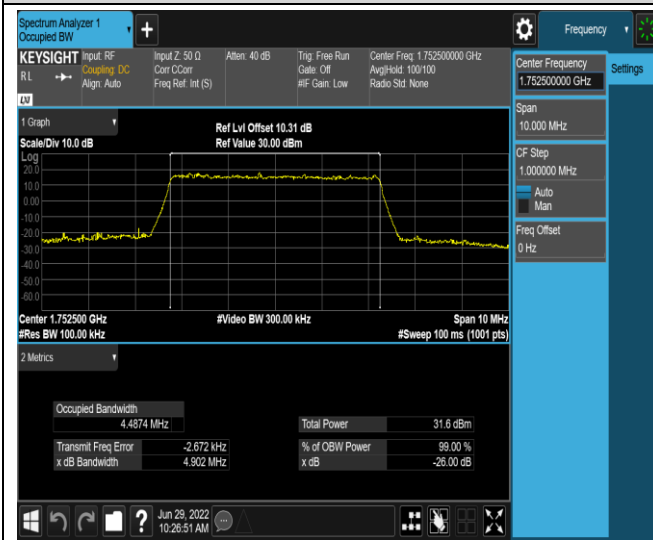 Spectrum Analyzer 1
Occupied BW
Frequency
KEYSIGHT
Input: RF
Coupling: DC
Align: Auto
Input Z: 50 Ω
Corr CCorr
Freq Ref: Int (S)
Atten: 40 dB
Trig: Free Run
Gate: Off
#IF Gain: Low
Center Freq: 1.752500000 GHz
Avg|Hold: 100/100
Radio Std: None
R L
LXI
Center Frequency
1.752500000 GHz
Settings
Span
10.000 MHz
CF Step
1.000000 MHz
Auto
Man
Freq Offset
0 Hz
1 Graph
Scale/Div 10.0 dB
Ref Lvl Offset 10.31 dB
Ref Value 30.00 dBm
Log
20.0
10.0
0.00
-10.0
-20.0
-30.0
-40.0
-50.0
-60.0
Center 1.752500 GHz
#Video BW 300.00 kHz
Span 10 MHz
#Res BW 100.00 kHz
#Sweep 100 ms (1001 pts)
2 Metrics
Occupied Bandwidth
4.4874 MHz
Total Power 31.6 dBm
Transmit Freq Error -2.672 kHz
% of OBW Power 99.00 %
x dB Bandwidth 4.902 MHz
x dB -26.00 dB
?
Jun 29, 2022
10:26:51 AM